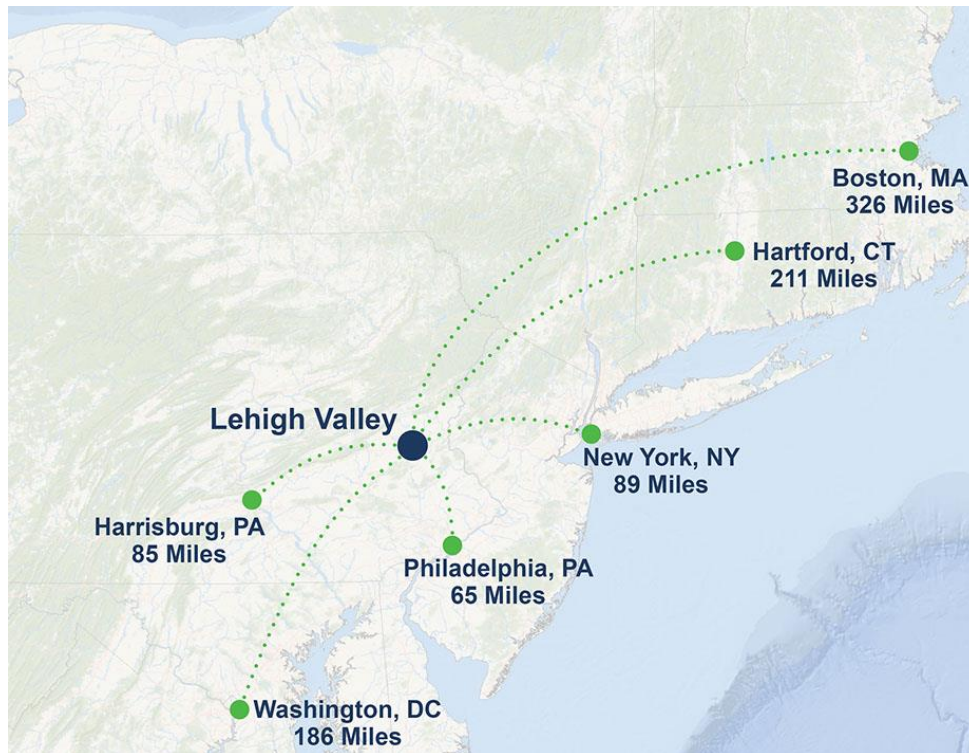 Boston, MA
326 Miles
Hartford, CT
211 Miles
Lehigh Valley
New York, NY
89 Miles
Harrisburg, PA
85 Miles
Philadelphia, PA
65 Miles
Washington, DC
186 Miles